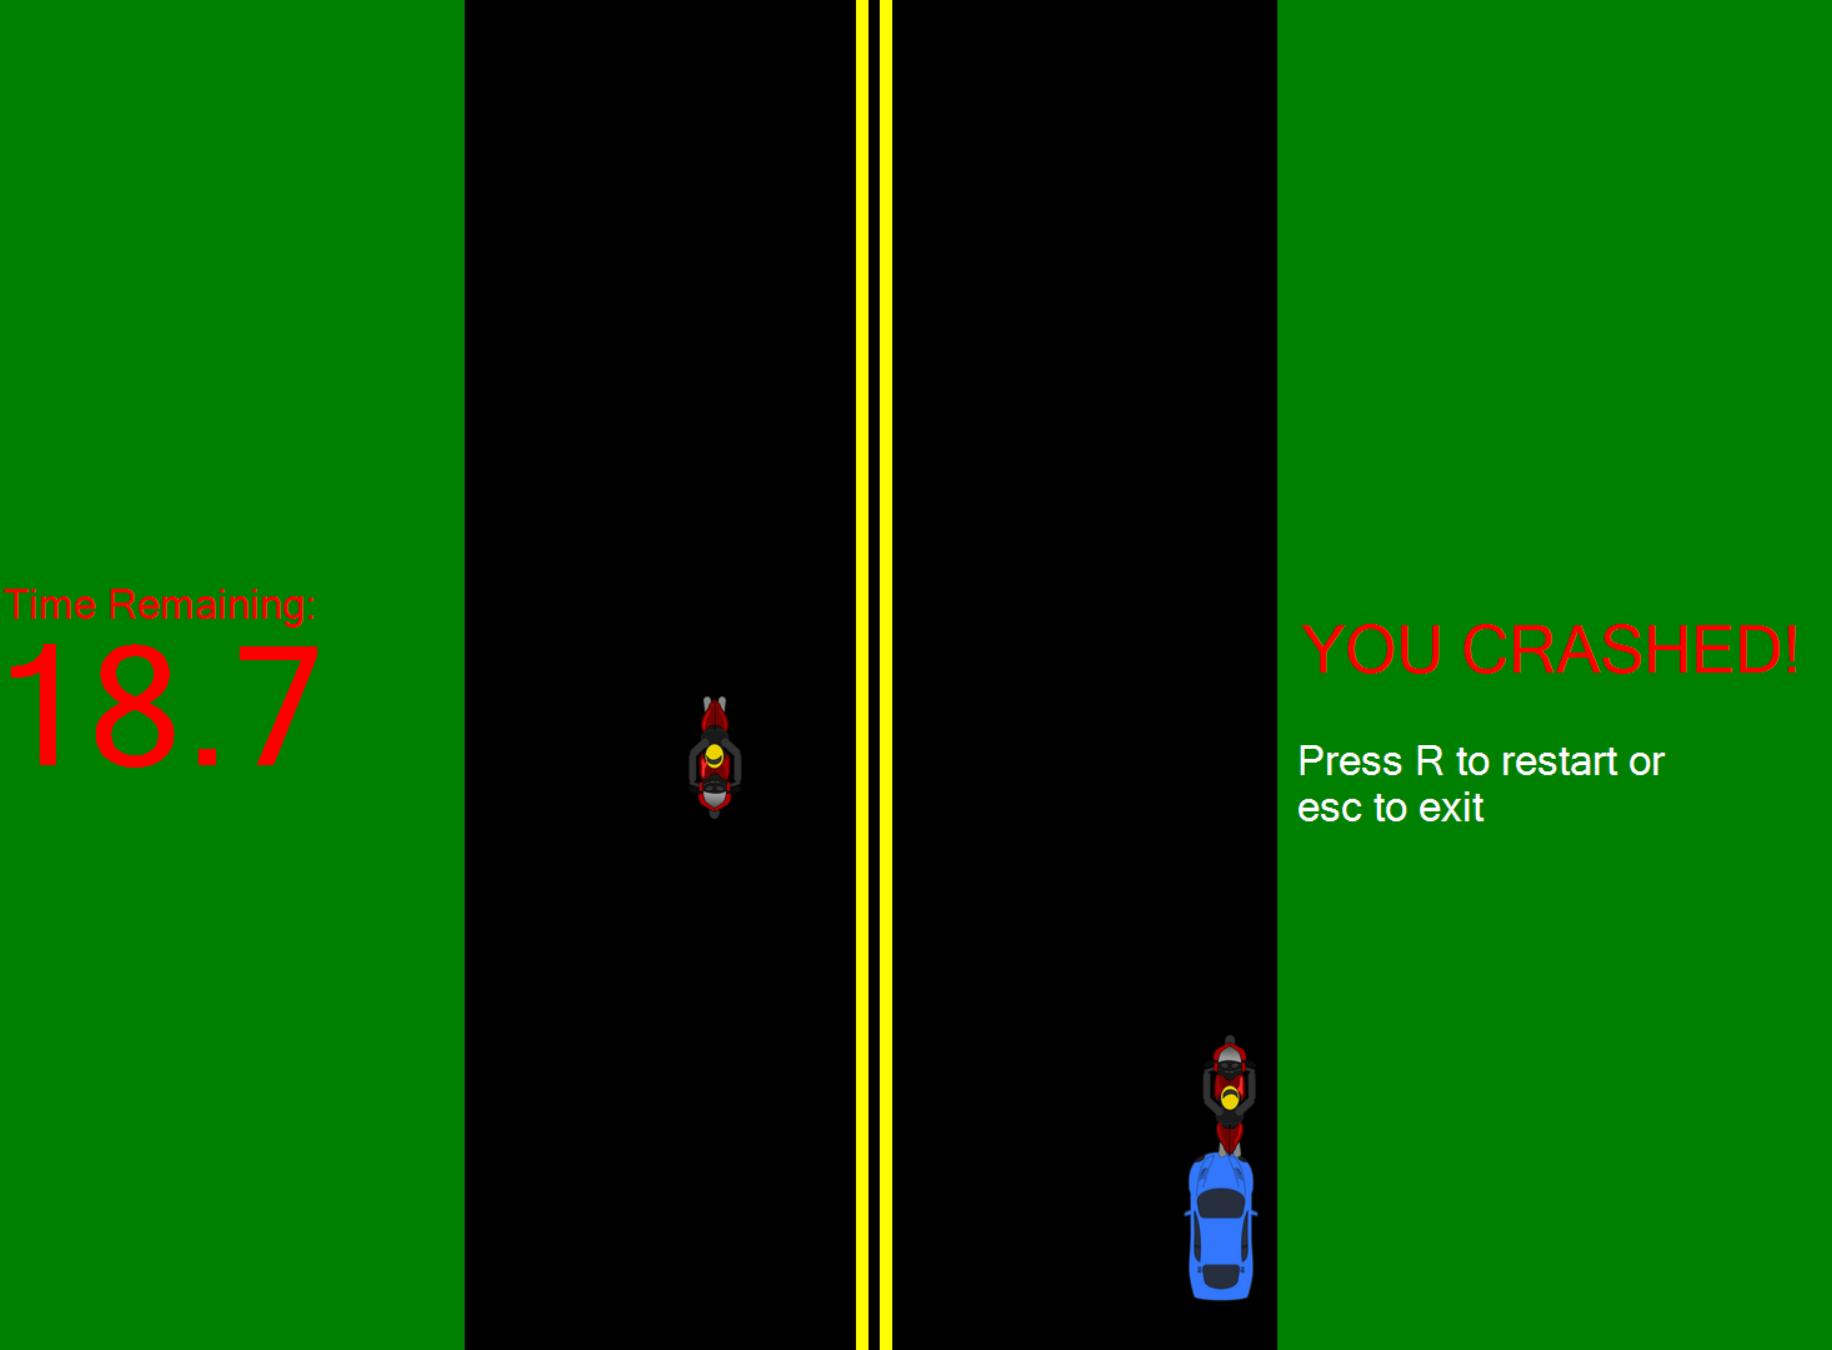 Time Remaining:
18.7
YOU CRASHED!
Press R to restart or
esc to exit